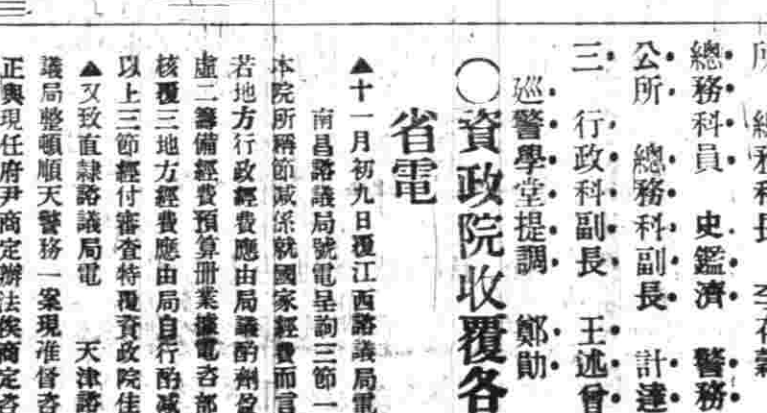 總務科長 李在
總務科員 史鑑濟 警務
公所 總務科副長 計達
三 行政科副長 王述曾
巡警學堂提調 鄭勛
○資政院收覆各
省電
▲十一月初九日覆江西諮議局電
南昌諮議局號電呈詢三節一
本院所稱節減係就國家經費而言
若地方行政經費應由局議酌劑盈
虛二籌備經費預算冊業據電咨部
核覆三地方經費應由局自行酌減
以上三節經付審查特覆資政院佳
▲又致直隸諮議局電 天津諮
議局整頓順天警務一案現准督咨
正與現任府尹商定辦法俟商定咨